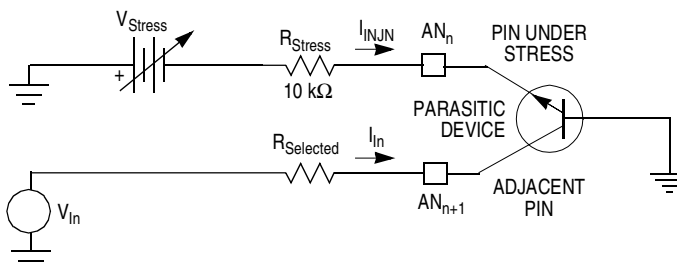 V_Stress
+
R_Stress
10 kΩ
I_INJN
AN_n
PIN UNDER
STRESS
PARASITIC
DEVICE
R_Selected
I_In
AN_n+1
ADJACENT
PIN
V_In